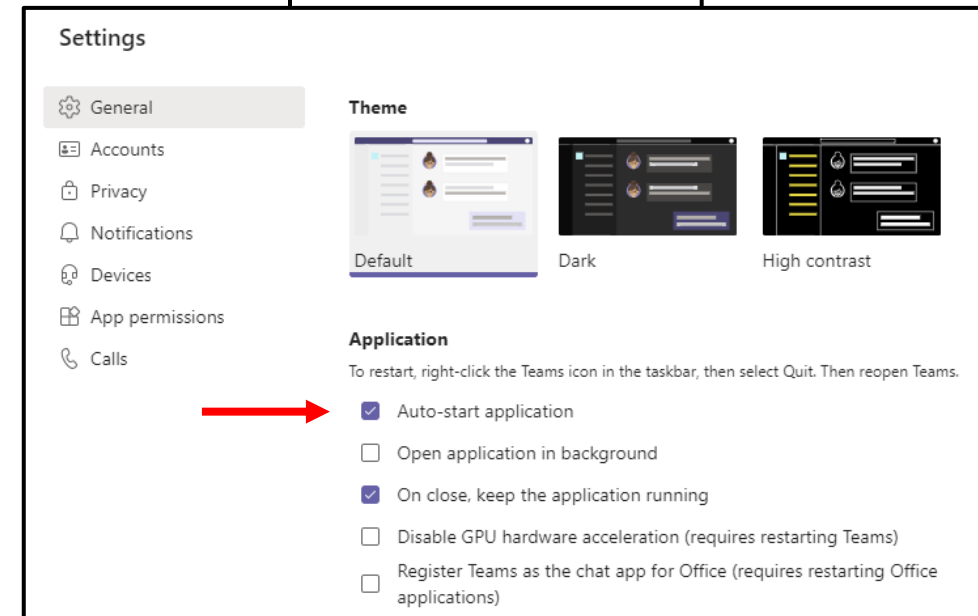 Settings
General
Accounts
Privacy
Notifications
Devices
App permissions
Calls
Theme
Default
Dark
High contrast
Application
To restart, right-click the Teams icon in the taskbar, then select Quit. Then reopen Teams.
Auto-start application
Open application in background
On close, keep the application running
Disable GPU hardware acceleration (requires restarting Teams)
Register Teams as the chat app for Office (requires restarting Office
applications)